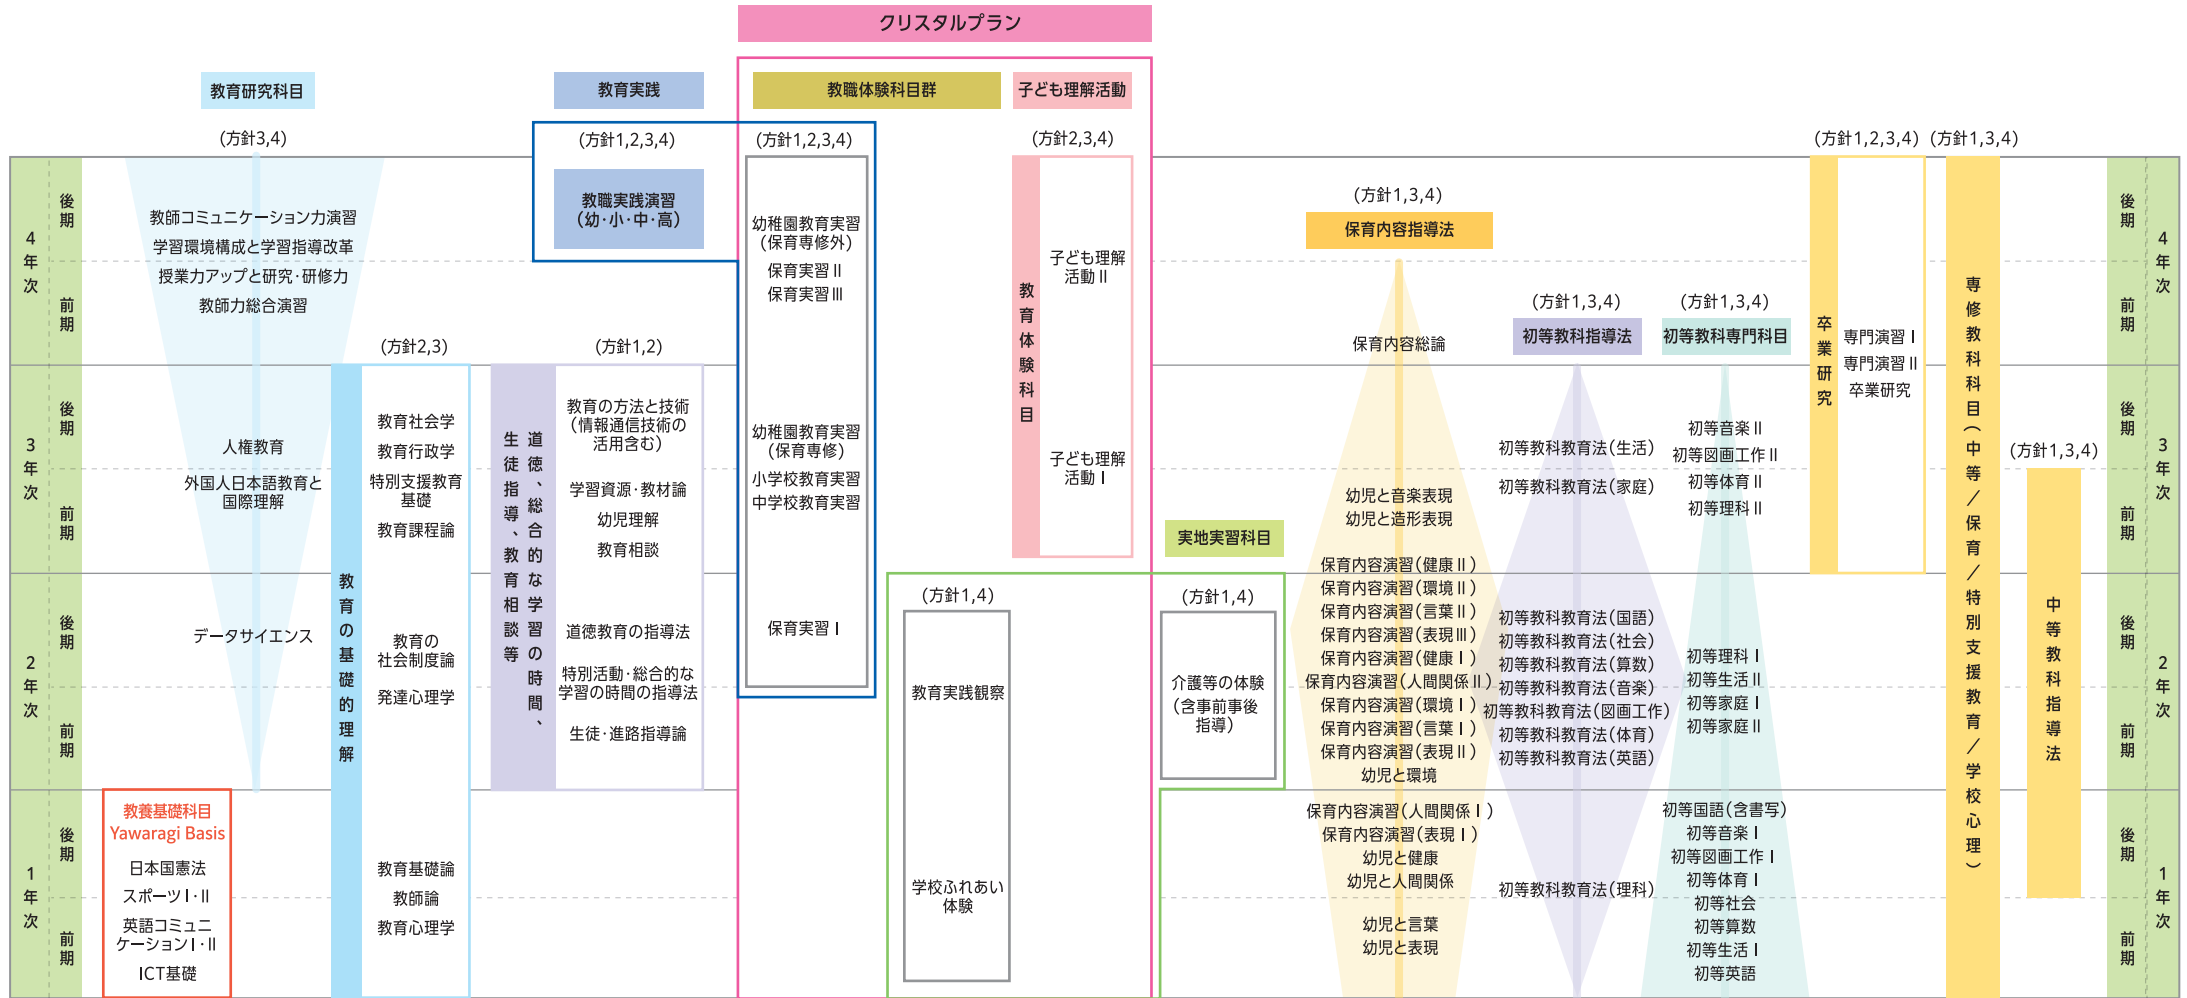 クリスタルプラン
教育研究科目
教育実践
教職体験科目群
子ども理解活動
(方針3,4)
(方針1,2,3,4)
(方針1,2,3,4)
(方針2,3,4)
(方針1,2,3,4)
(方針1,3,4)
4年次
後期
前期
3年次
後期
前期
2年次
後期
前期
1年次
後期
前期
教師コミュニケーション力演習
学習環境構成と学習指導改革
授業力アップと研究・研修力
教師力総合演習
人権教育
外国人日本語教育と
国際理解
データサイエンス
教養基礎科目
Yawaragi Basis
日本国憲法
スポーツⅠ・Ⅱ
英語コミュニ
ケーションⅠ・Ⅱ
ICT基礎
(方針2,3)
教育の基礎的理解
教育社会学
教育行政学
特別支援教育
基礎
教育課程論
教育の
社会制度論
発達心理学
教育基礎論
教師論
教育心理学
(方針1,2)
道徳、総合的な学習の時間、
生徒指導、教育相談等
教育の方法と技術
(情報通信技術の
活用含む)
学習資源・教材論
幼児理解
教育相談
道徳教育の指導法
特別活動・総合的な
学習の時間の指導法
生徒・進路指導論
教職実践演習
(幼・小・中・高)
幼稚園教育実習
(保育専修外)
保育実習Ⅱ
保育実習Ⅲ
幼稚園教育実習
(保育専修)
小学校教育実習
中学校教育実習
保育実習Ⅰ
(方針1,4)
教育実践観察
学校ふれあい
体験
教育体験科目
子ども理解
活動Ⅱ
子ども理解
活動Ⅰ
実地実習科目
(方針1,4)
介護等の体験
(含事前事後
指導)
(方針1,3,4)
保育内容指導法
保育内容総論
幼児と音楽表現
幼児と造形表現
保育内容演習(健康Ⅱ)
保育内容演習(環境Ⅱ)
保育内容演習(言葉Ⅱ)
保育内容演習(表現Ⅲ)
保育内容演習(健康Ⅰ)
保育内容演習(人間関係Ⅱ)
保育内容演習(環境Ⅰ)
保育内容演習(言葉Ⅰ)
保育内容演習(表現Ⅱ)
幼児と環境
保育内容演習(人間関係Ⅰ)
保育内容演習(表現Ⅰ)
幼児と健康
幼児と人間関係
幼児と言葉
幼児と表現
(方針1,3,4)
初等教科指導法
初等教科教育法(生活)
初等教科教育法(家庭)
初等教科教育法(国語)
初等教科教育法(社会)
初等教科教育法(算数)
初等教科教育法(音楽)
初等教科教育法(図画工作)
初等教科教育法(体育)
初等教科教育法(英語)
初等教科教育法(理科)
(方針1,3,4)
初等教科専門科目
初等音楽Ⅱ
初等図画工作Ⅱ
初等体育Ⅱ
初等理科Ⅱ
初等理科Ⅰ
初等生活Ⅱ
初等家庭Ⅰ
初等家庭Ⅱ
初等国語(含書写)
初等音楽Ⅰ
初等図画工作Ⅰ
初等体育Ⅰ
初等社会
初等算数
初等生活Ⅰ
初等英語
卒業研究
専門演習Ⅰ
専門演習Ⅱ
卒業研究
専修教科科目(中等/保育/特別支援教育/学校心理)
(方針1,3,4)
中等教科指導法
後期
前期
4年次
後期
前期
3年次
後期
前期
2年次
後期
前期
1年次